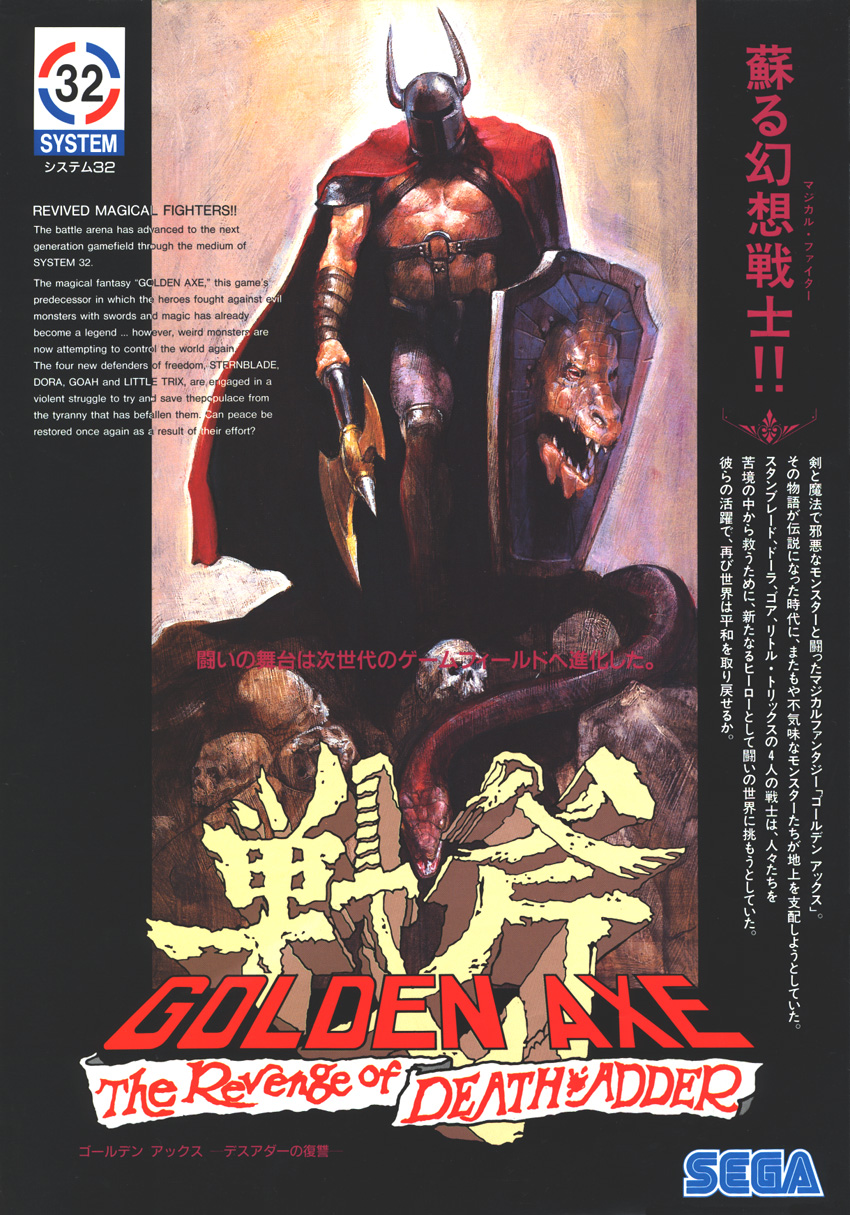 32
SYSTEM
システム32
REVIVED MAGICAL FIGHTERS!!
The battle arena has advanced to the next
generation gamefield through the medium of
SYSTEM 32.
The magical fantasy “GOLDEN AXE,” this game's
predecessor in which the heroes fought against evil
monsters with swords and magic has already
become a legend ... however, weird monsters are
now attempting to control the world again.
The four new defenders of freedom, STERNBLADE,
DORA, GOAH and LITTLE TRIX, are engaged in a
violent struggle to try and save thepopulace from
the tyranny that has befallen them. Can peace be
restored once again as a result of their effort?
蘇る幻想戦士!!
マジカル・ファイター
剣と魔法で邪悪なモンスターと闘ったマジカルファンタジー「ゴールデン アックス」。
その物語が伝説になった時代に、またもや不気味なモンスターたちが地上を支配しようとしていた。
スタンブレード、ドーラ、ゴア、リトル・トリックスの4人の戦士は、人々たちを
苦境の中から救うために、新たなるヒーローとして闘いの世界に挑もうとしていた。
彼らの活躍で、再び世界は平和を取り戻せるか。
闘いの舞台は次世代のゲームフィールドへ進化した。
戦斧
GOLDEN AXE
The Revenge of DEATH ADDER
ゴールデン アックス ─デスアダーの復讐─
SEGA